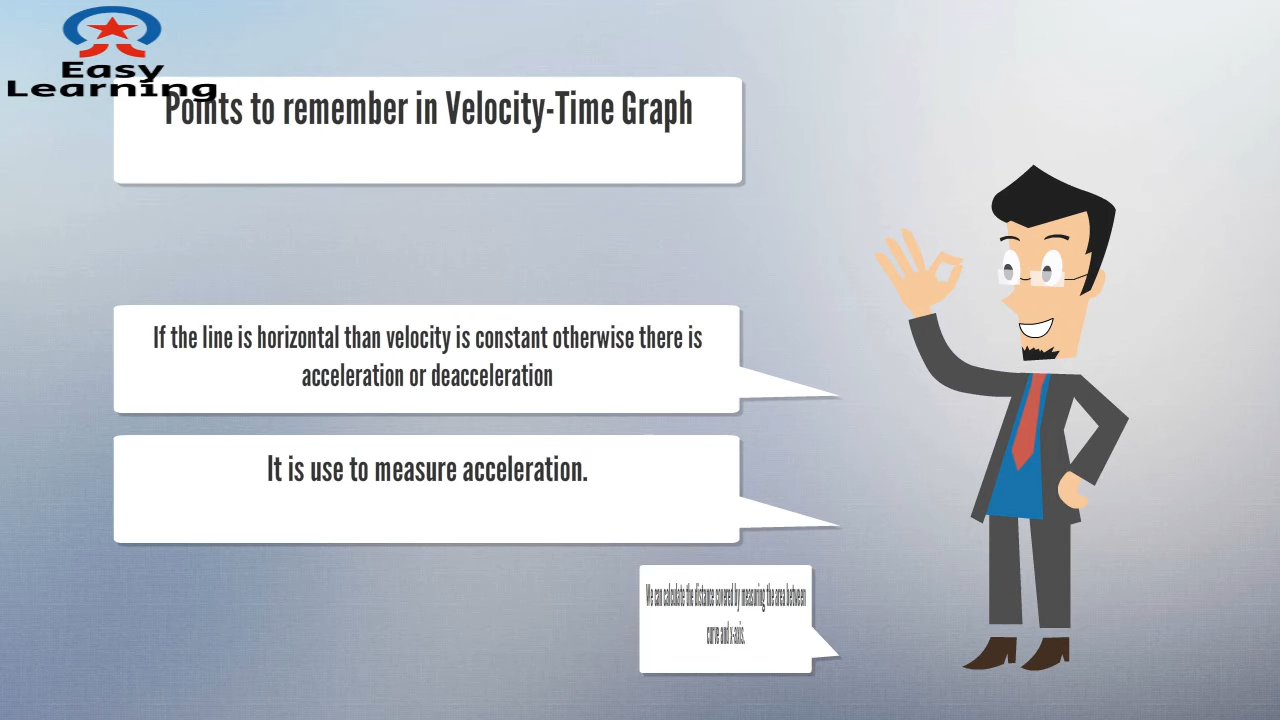 Easy
Learning
Points to remember in Velocity-Time Graph
If the line is horizontal than velocity is constant otherwise there is
acceleration or deacceleration
It is use to measure acceleration.
We can calculate the distance covered by measuring the area between
curve and x-axis.